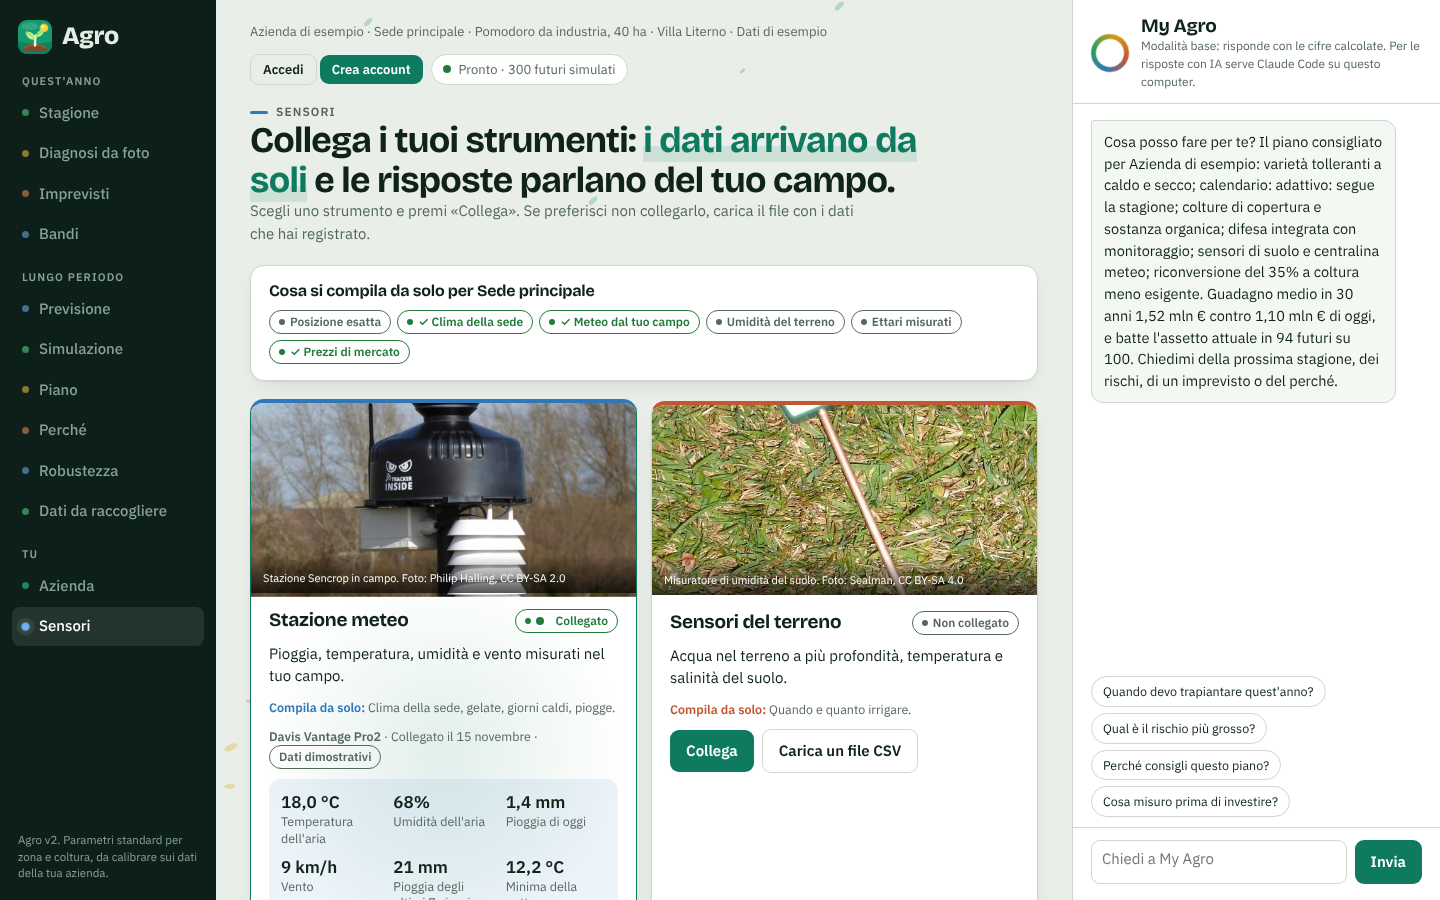 Agro
QUEST'ANNO
Stagione
Diagnosi da foto
Imprevisti
Bandi
LUNGO PERIODO
Previsione
Simulazione
Piano
Perché
Robustezza
Dati da raccogliere
TU
Azienda
Sensori
Agro v2. Parametri standard per
zona e coltura, da calibrare sui dati
della tua azienda.
Azienda di esempio · Sede principale · Pomodoro da industria, 40 ha · Villa Literno · Dati di esempio
Accedi
Crea account
Pronto · 300 futuri simulati
SENSORI
Collega i tuoi strumenti: i dati arrivano da
soli e le risposte parlano del tuo campo.
Scegli uno strumento e premi «Collega». Se preferisci non collegarlo, carica il file con i dati
che hai registrato.
Cosa si compila da solo per Sede principale
Posizione esatta
✓ Clima della sede
✓ Meteo dal tuo campo
Umidità del terreno
Ettari misurati
✓ Prezzi di mercato
TRACKER
INSIDE
Stazione Sencrop in campo. Foto: Philip Halling, CC BY-SA 2.0
Stazione meteo
Collegato
Pioggia, temperatura, umidità e vento misurati nel
tuo campo.
Compila da solo: Clima della sede, gelate, giorni caldi, piogge.
Davis Vantage Pro2 · Collegato il 15 novembre ·
Dati dimostrativi
18,0 °C
Temperatura
dell'aria
68%
Umidità dell'aria
1,4 mm
Pioggia di oggi
9 km/h
Vento
21 mm
Pioggia degli
12,2 °C
Minima della
Misuratore di umidità del suolo. Foto: Sealman, CC BY-SA 4.0
Sensori del terreno
Non collegato
Acqua nel terreno a più profondità, temperatura e
salinità del suolo.
Compila da solo: Quando e quanto irrigare.
Collega
Carica un file CSV
My Agro
Modalità base: risponde con le cifre calcolate. Per le
risposte con IA serve Claude Code su questo
computer.
Cosa posso fare per te? Il piano consigliato
per Azienda di esempio: varietà tolleranti a
caldo e secco; calendario: adattivo: segue
la stagione; colture di copertura e
sostanza organica; difesa integrata con
monitoraggio; sensori di suolo e centralina
meteo; riconversione del 35% a coltura
meno esigente. Guadagno medio in 30
anni 1,52 mln € contro 1,10 mln € di oggi,
e batte l'assetto attuale in 94 futuri su
100. Chiedimi della prossima stagione, dei
rischi, di un imprevisto o del perché.
Quando devo trapiantare quest'anno?
Qual è il rischio più grosso?
Perché consigli questo piano?
Cosa misuro prima di investire?
Chiedi a My Agro
Invia